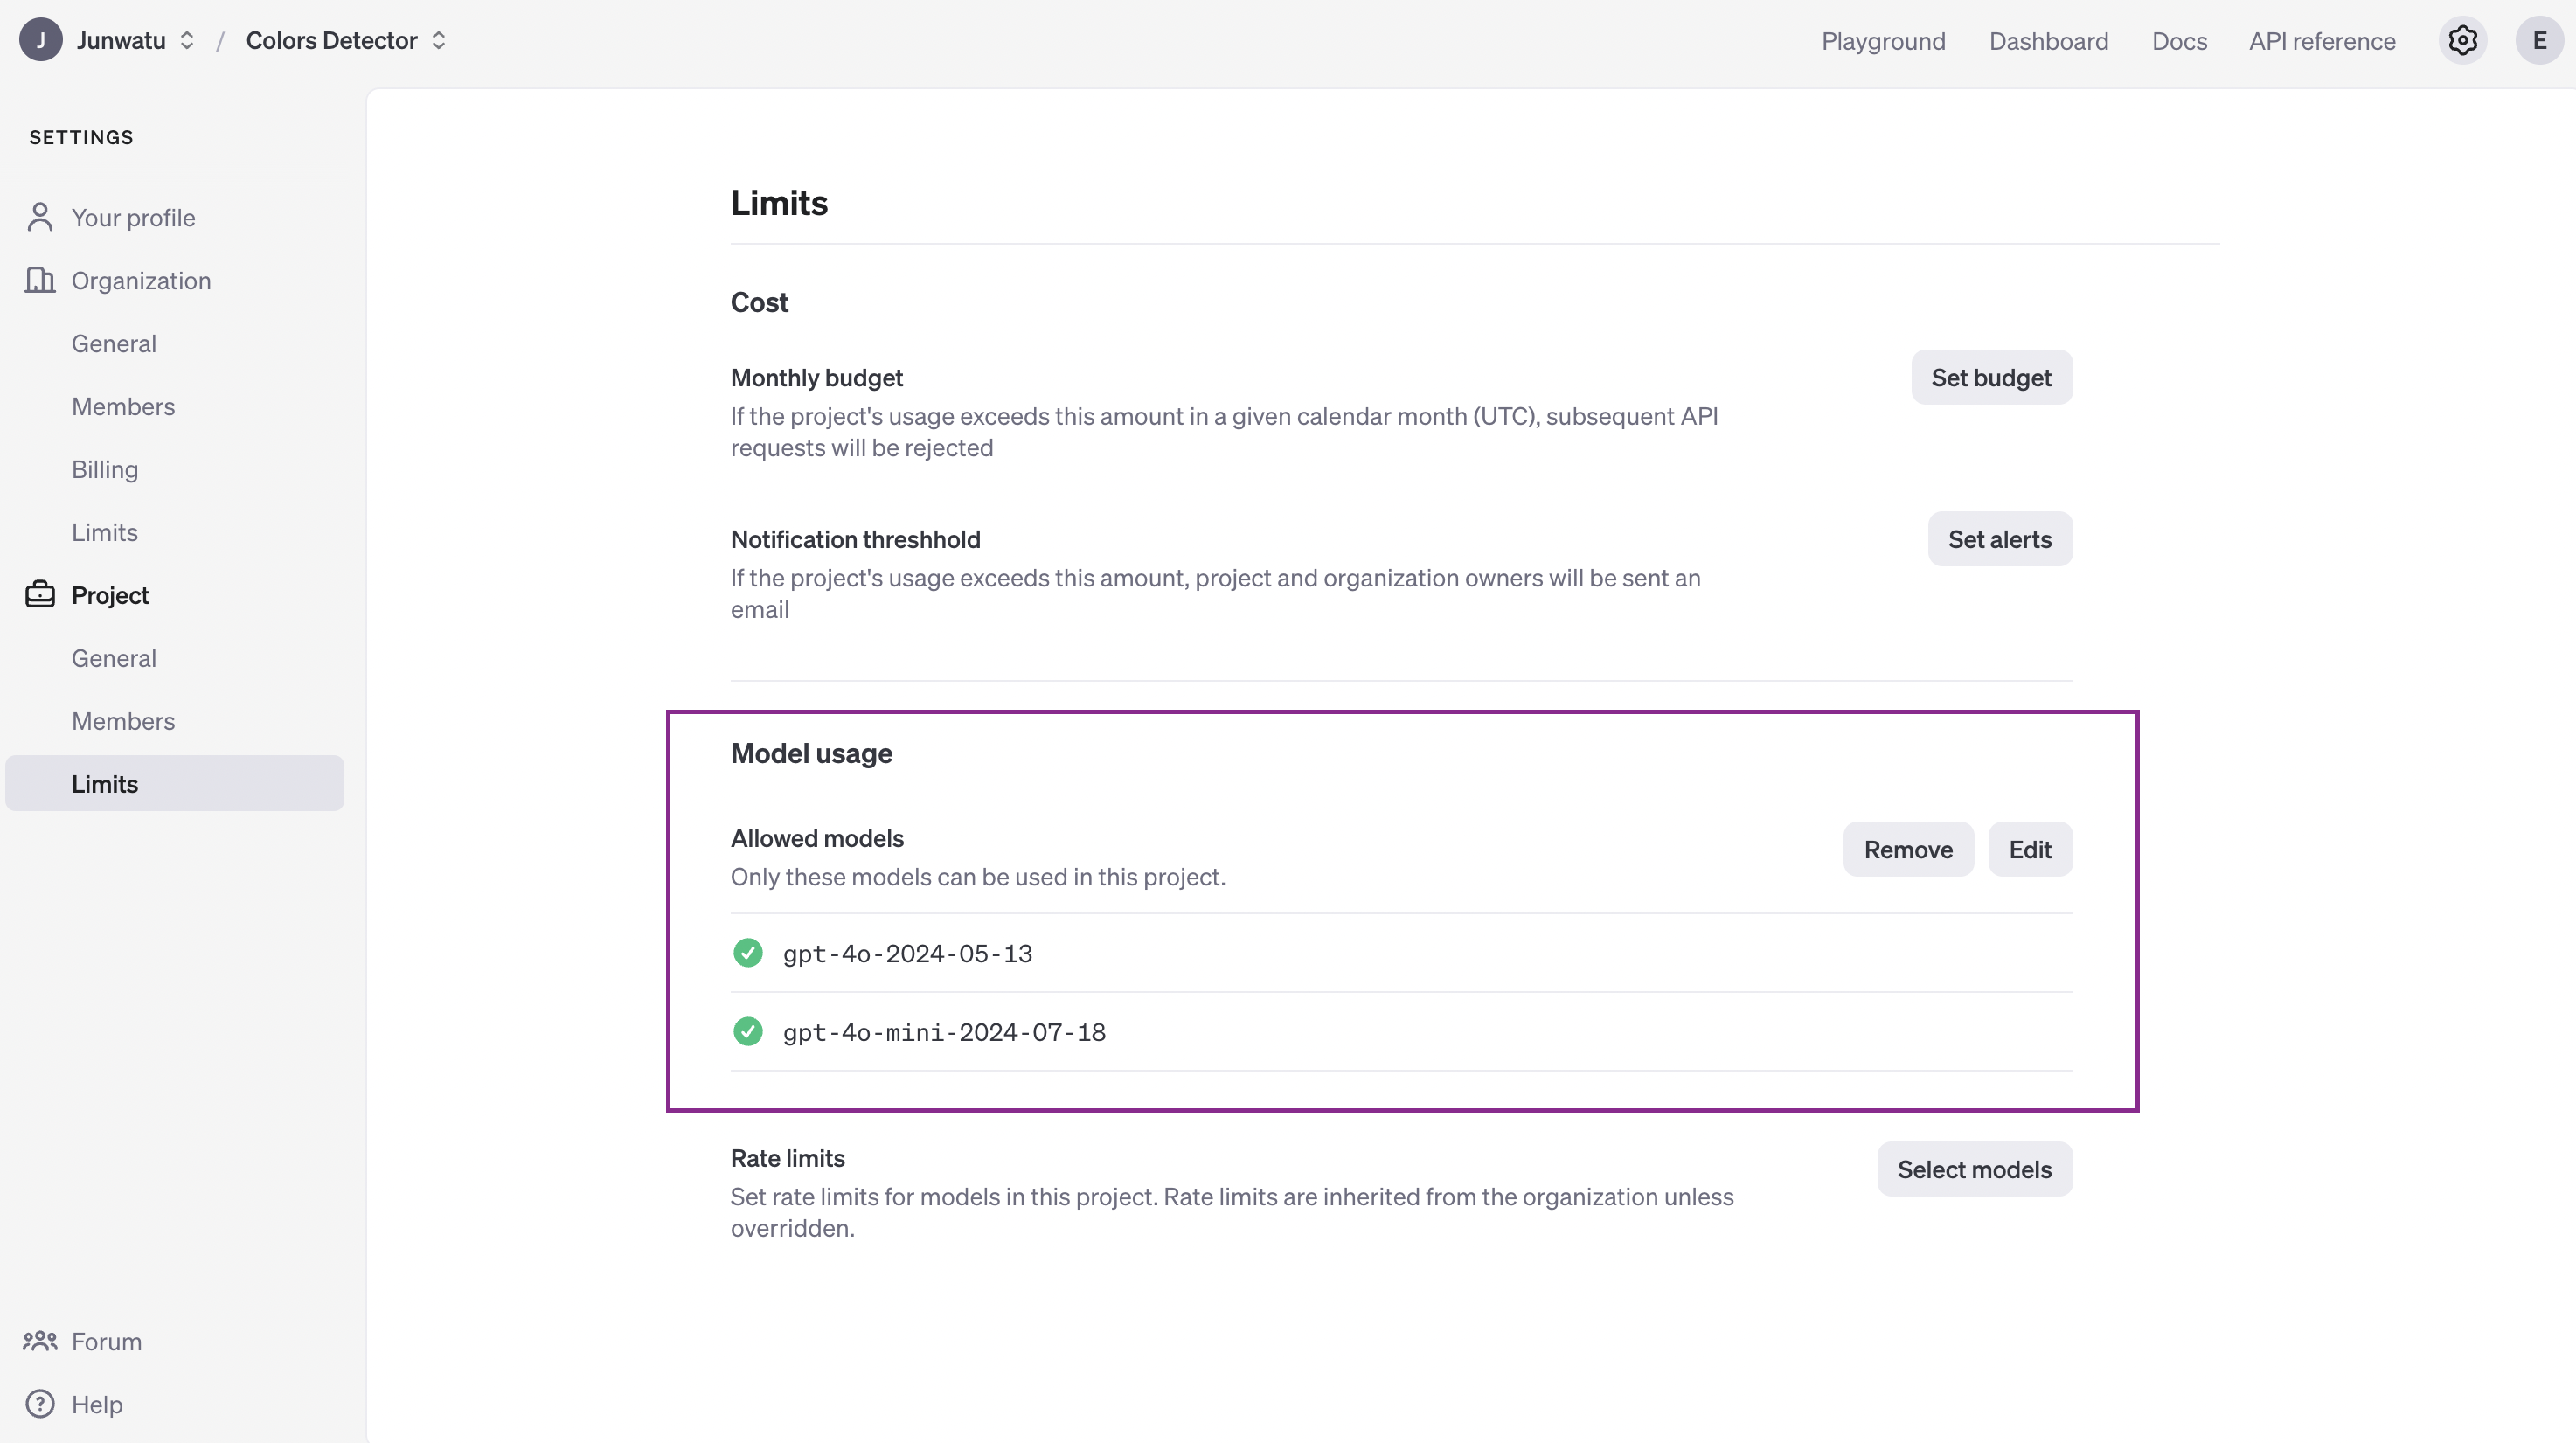 J Junwatu / Colors Detector
Playground Dashboard Docs API reference E
SETTINGS
Your profile
Organization
General
Members
Billing
Limits
Project
General
Members
Limits
Forum
Help
Limits
Cost
Monthly budget
Set budget
If the project's usage exceeds this amount in a given calendar month (UTC), subsequent API
requests will be rejected
Notification threshhold
Set alerts
If the project's usage exceeds this amount, project and organization owners will be sent an
email
Model usage
Allowed models
Remove Edit
Only these models can be used in this project.
gpt-4o-2024-05-13
gpt-4o-mini-2024-07-18
Rate limits
Select models
Set rate limits for models in this project. Rate limits are inherited from the organization unless
overridden.